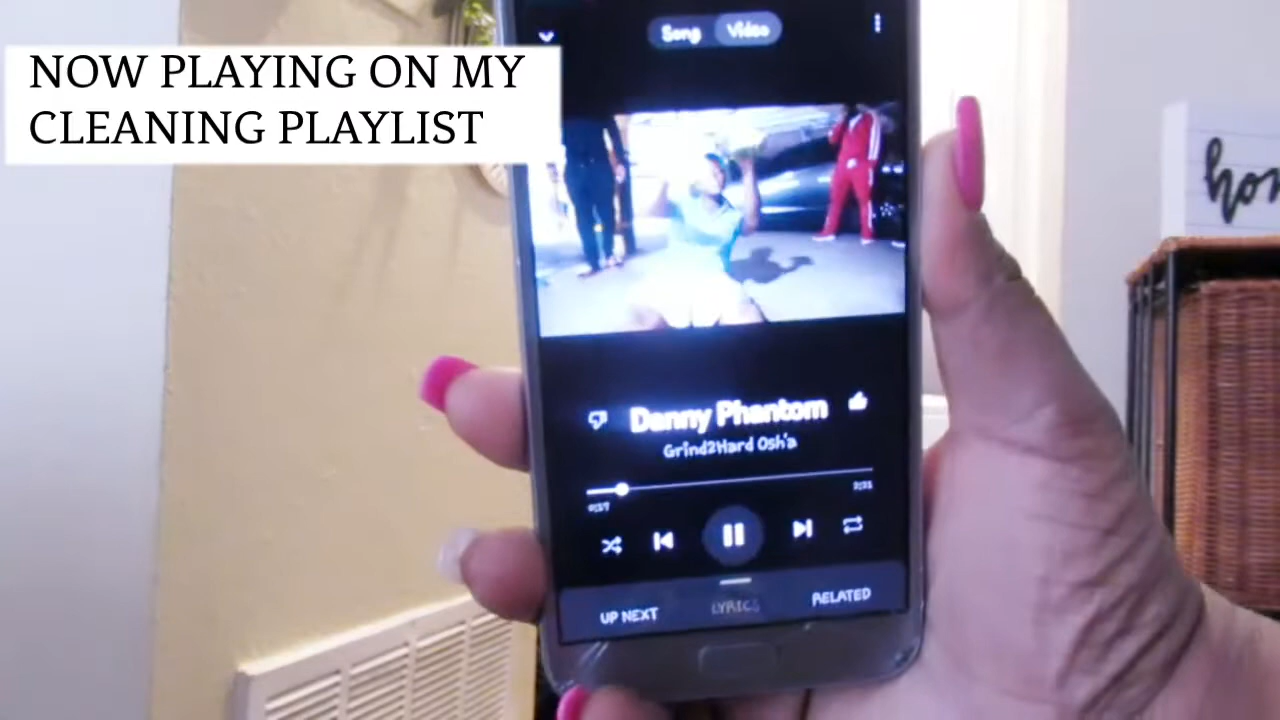 NOW PLAYING ON MY
CLEANING PLAYLIST
Song Video
Danny Phantom
Grind2Hard Osh'a
UP NEXT LYRICS RELATED